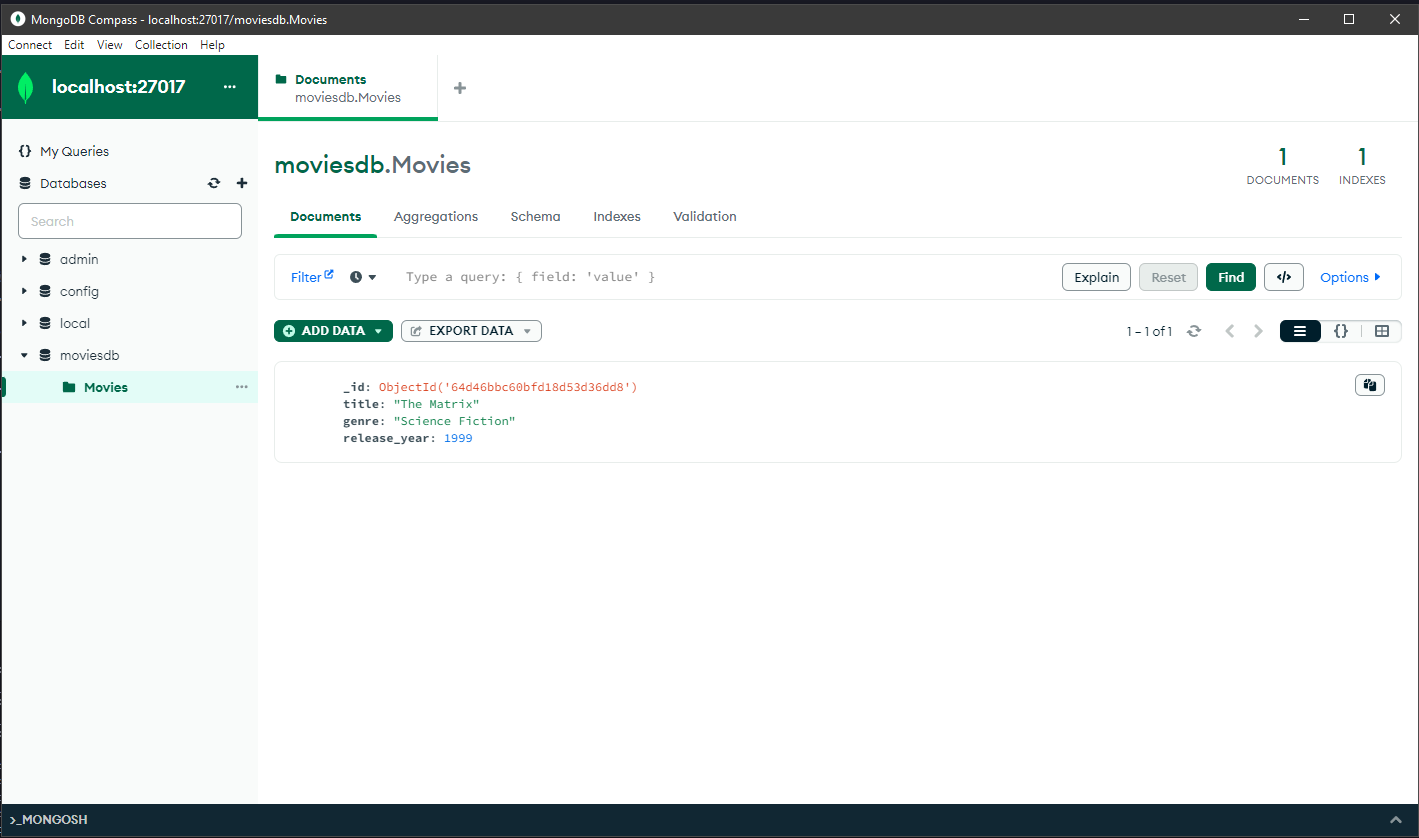 MongoDB Compass - localhost:27017/moviesdb.Movies
Connect Edit View Collection Help
localhost:27017 ...
Documents
moviesdb.Movies
+
{} My Queries
Databases +
Search
admin
config
local
moviesdb
Movies ...
moviesdb.Movies
1 1
DOCUMENTS INDEXES
Documents Aggregations Schema Indexes Validation
Filter Type a query: { field: 'value' } Explain Reset Find </> Options
ADD DATA EXPORT DATA 1 – 1 of 1 {}
_id: ObjectId('64d46bbc60bfd18d53d36dd8')
title: "The Matrix"
genre: "Science Fiction"
release_year: 1999
>_MONGOSH